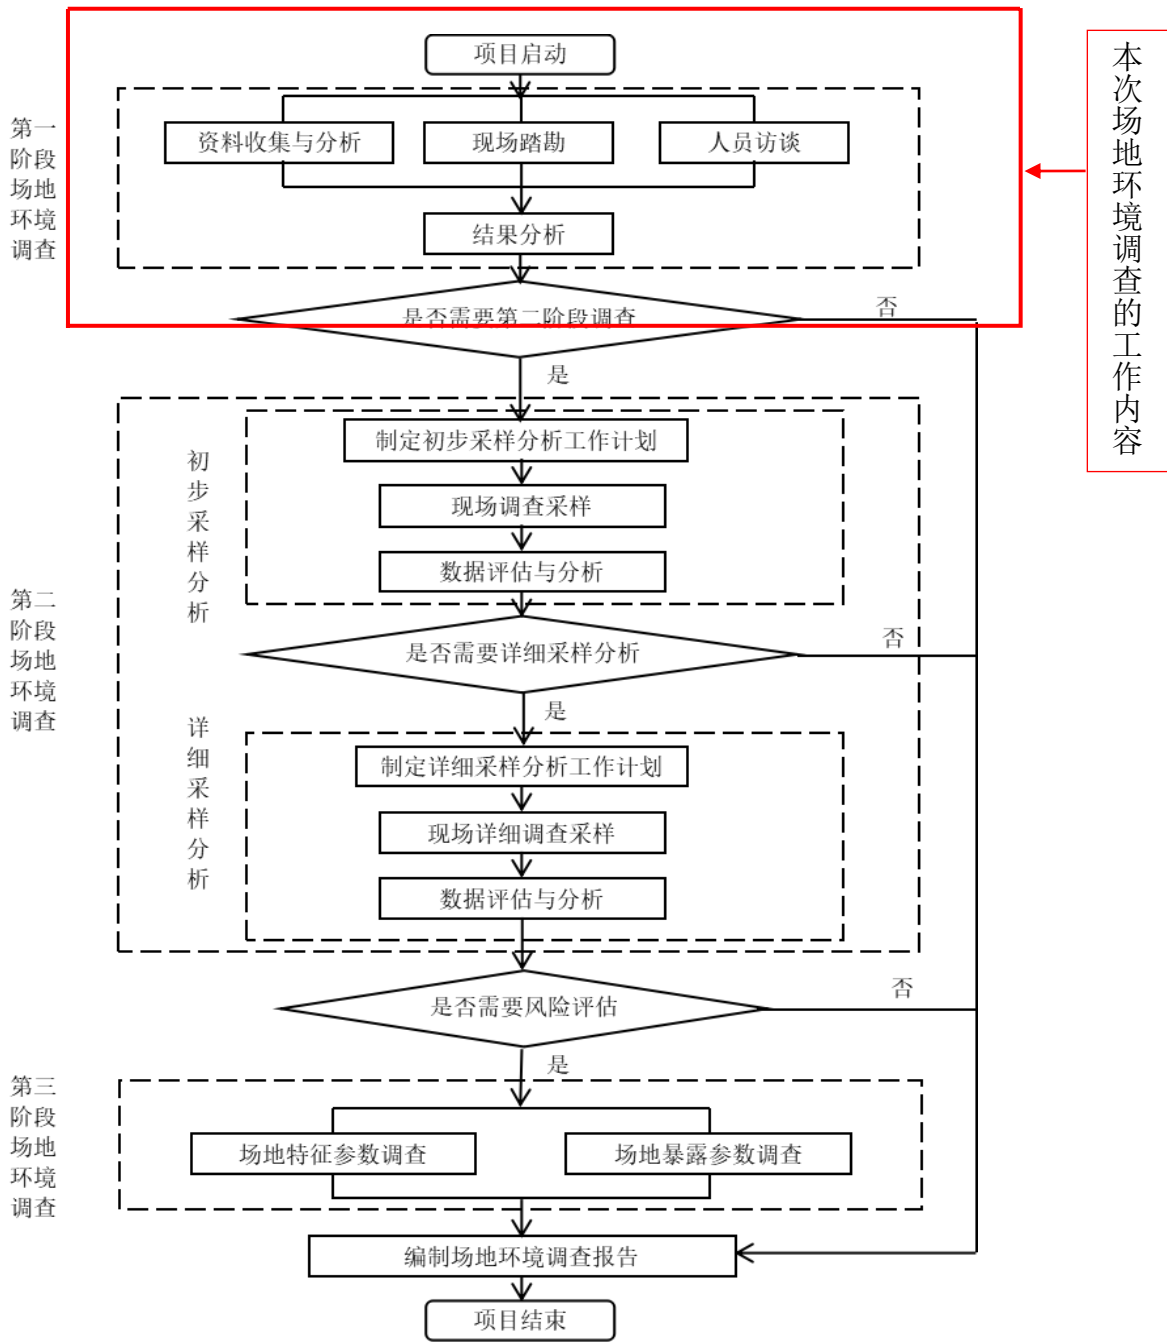 项目启动
第一
阶段
场地
环境
调查
资料收集与分析
现场踏勘
人员访谈
结果分析
是否需要第二阶段调查
否
是
本次场地环境调查的工作内容
第二
阶段
场地
环境
调查
初步采样分析
制定初步采样分析工作计划
现场调查采样
数据评估与分析
是否需要详细采样分析
否
是
详细采样分析
制定详细采样分析工作计划
现场详细调查采样
数据评估与分析
是否需要风险评估
否
是
第三
阶段
场地
环境
调查
场地特征参数调查
场地暴露参数调查
编制场地环境调查报告
项目结束